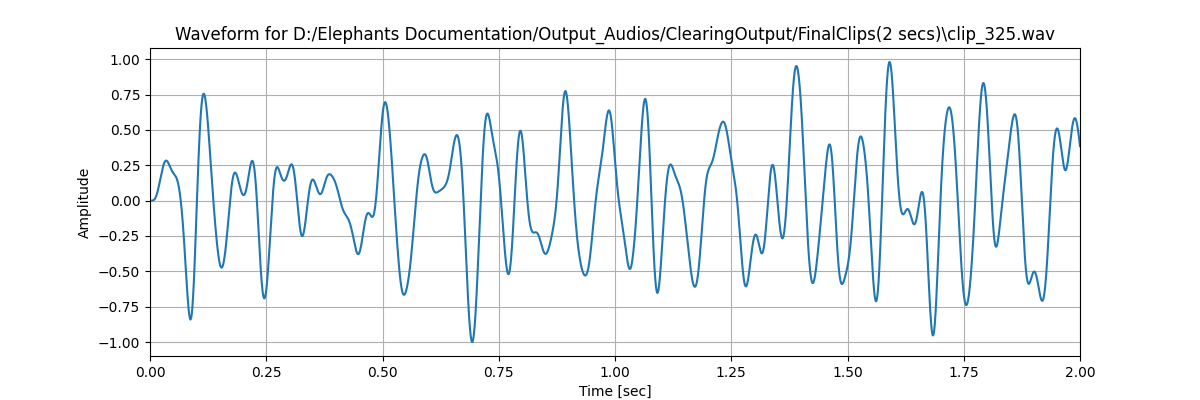 Waveform for D:/Elephants Documentation/Output_Audios/ClearingOutput/FinalClips(2 secs)\clip_325.wav
1.00
0.75
0.50
0.25
0.00
−0.25
−0.50
−0.75
−1.00
Amplitude
0.00 0.25 0.50 0.75 1.00 1.25 1.50 1.75 2.00
Time [sec]